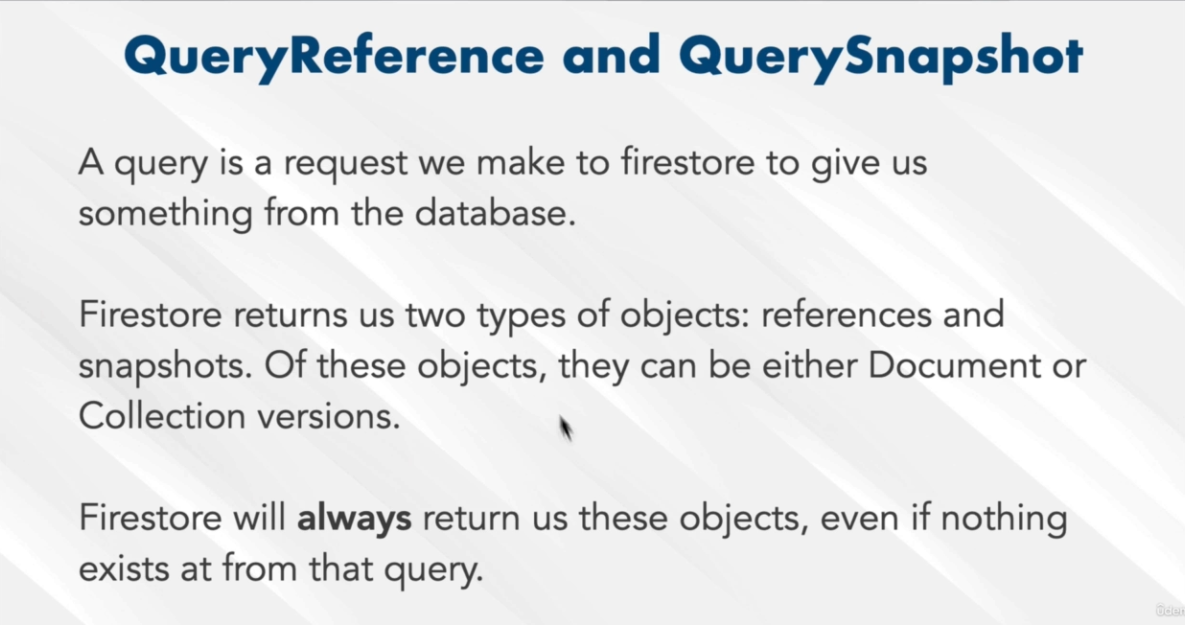 QueryReference and QuerySnapshot
A query is a request we make to firestore to give us
something from the database.
Firestore returns us two types of objects: references and
snapshots. Of these objects, they can be either Document or
Collection versions.
Firestore will always return us these objects, even if nothing
exists at from that query.